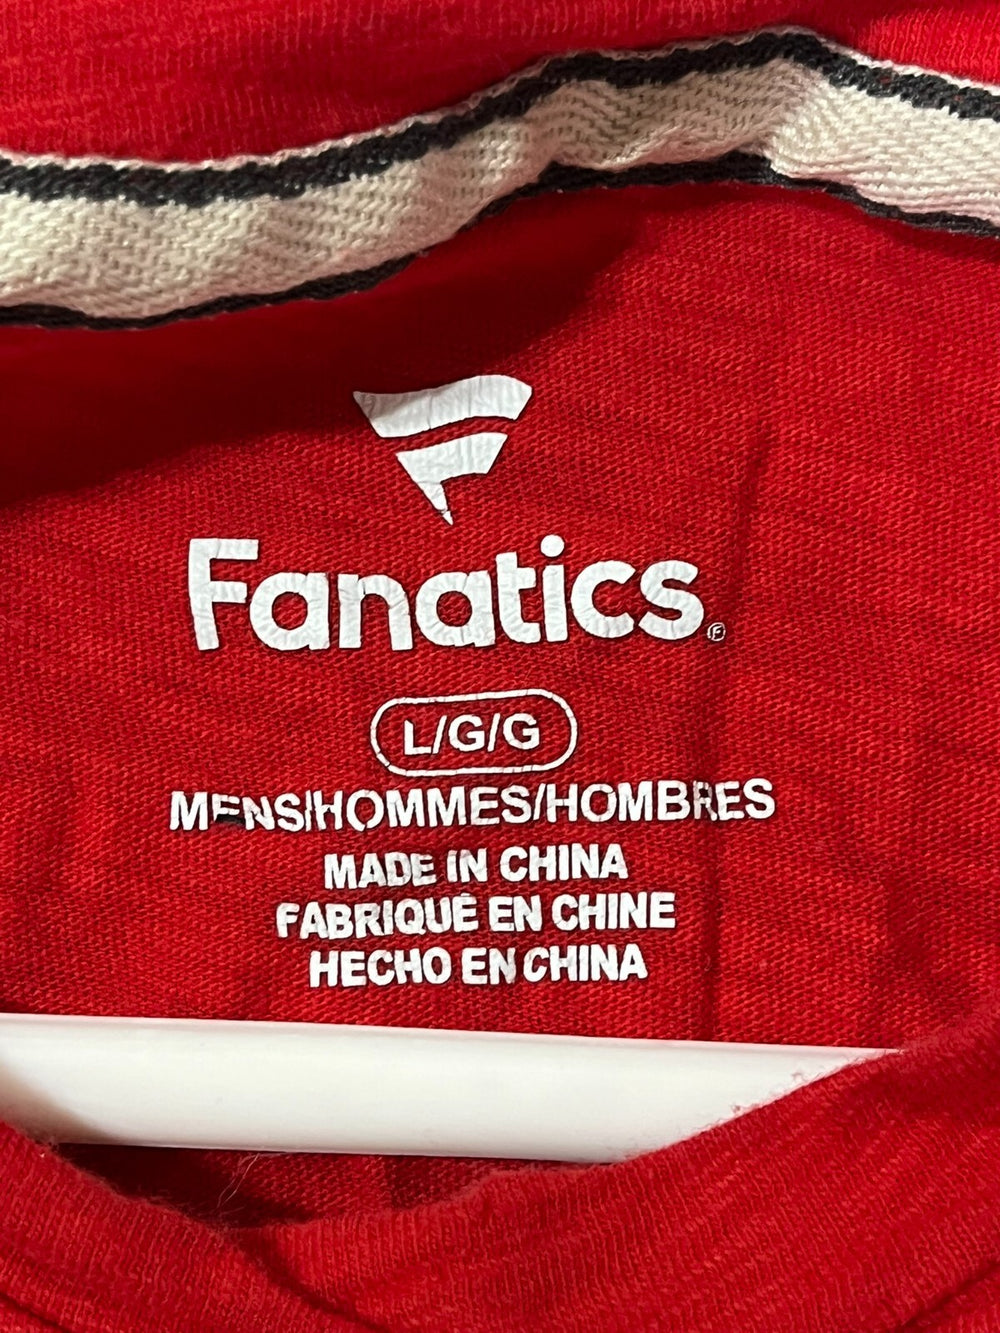 Fanatics
L/G/G
MENS/HOMMES/HOMBRES
MADE IN CHINA
FABRIQUÉ EN CHINE
HECHO EN CHINA